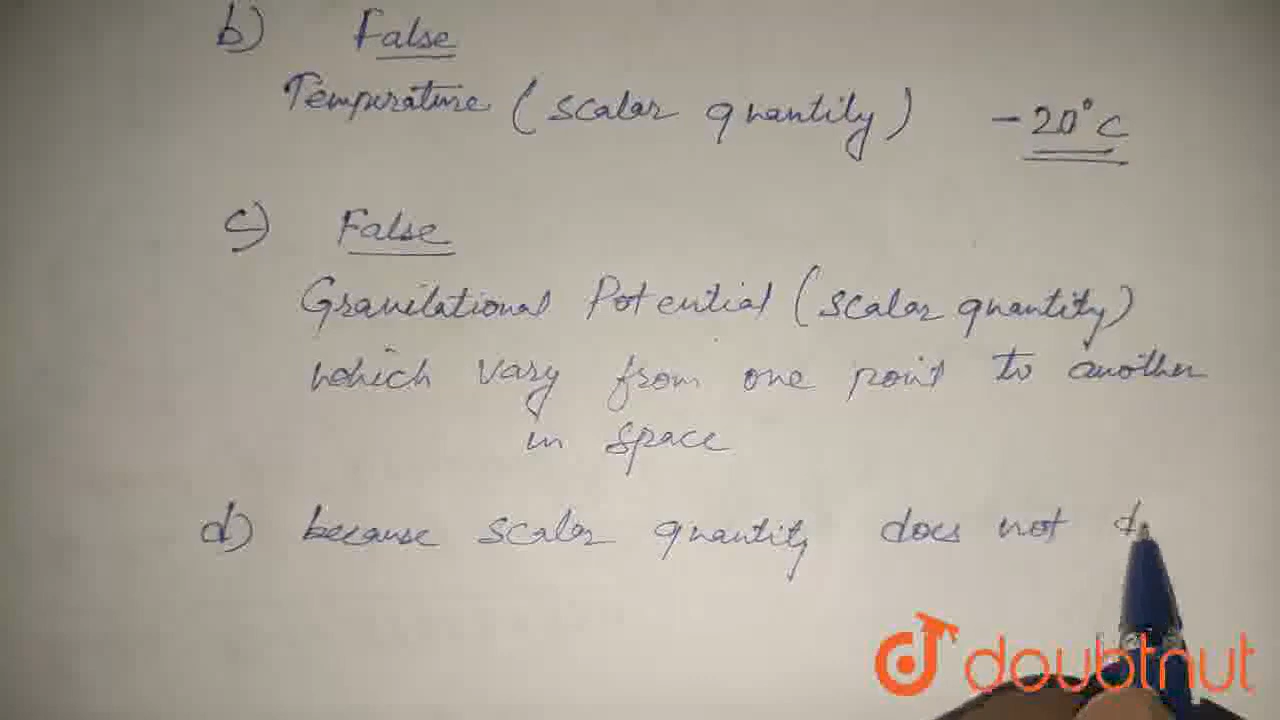 b) False
Temperature (scalar quantity) -20°C
c) False
Gravitational Potential (scalar quantity)
which vary from one point to another
in space
d) because scalar quantity does not d
doubtnut